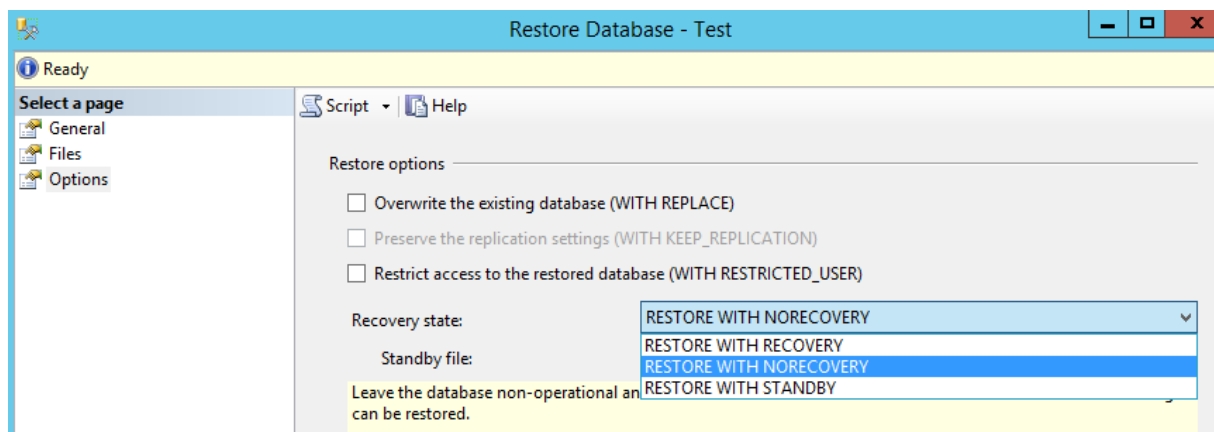 Restore Database - Test
Ready
Select a page
General
Files
Options
Script
Help
Restore options
Overwrite the existing database (WITH REPLACE)
Preserve the replication settings (WITH KEEP_REPLICATION)
Restrict access to the restored database (WITH RESTRICTED_USER)
Recovery state:
RESTORE WITH NORECOVERY
RESTORE WITH RECOVERY
Standby file:
RESTORE WITH NORECOVERY
RESTORE WITH STANDBY
Leave the database non-operational an
can be restored.